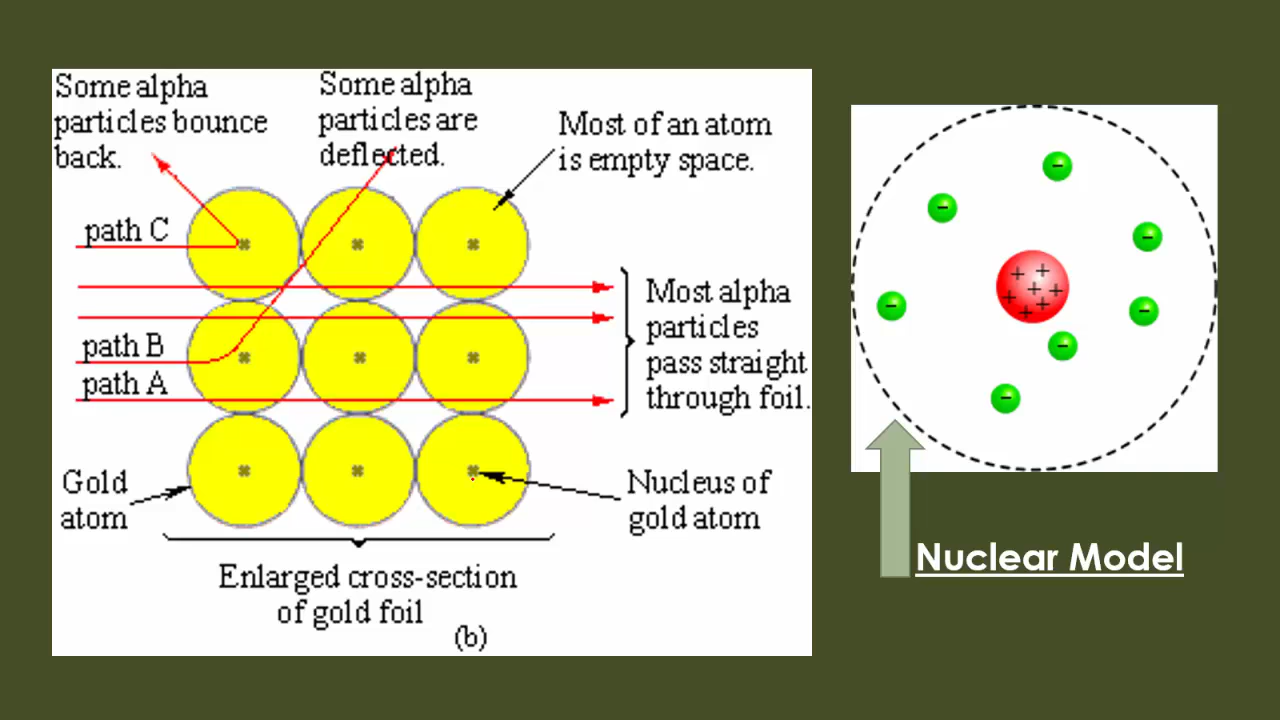 Some alpha
particles bounce
back.
Some alpha
particles are
deflected.
Most of an atom
is empty space.
path C
path B
path A
Most alpha
particles
pass straight
through foil.
Gold
atom
Nucleus of
gold atom
Enlarged cross-section
of gold foil
(b)
- - - - - - -
+ + + + + + +
Nuclear Model